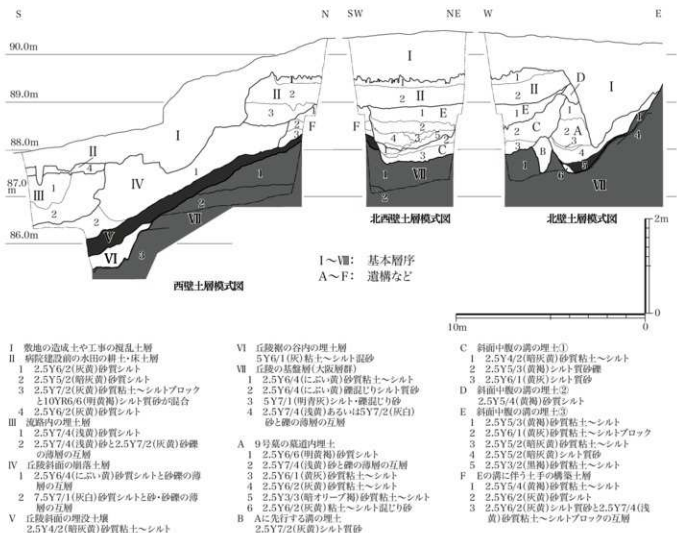 S N SW NE W E
90.0m
89.0m
88.0m
87.0
m
86.0m
I
II
1
2
3
F
II
4
III
1
2
IV
1
2
V
VI
3
1
2
VII
I
1
II
2
E
F
C
1
VII
2
I
D
1
II
2
E
C
A
B
VII
西壁土層模式図
北西壁土層模式図
北壁土層模式図
I~Ⅷ: 基本層序
A~F: 遺構など
2m
10m 0
I 敷地の造成土や工事の攪乱土層
II 病院建設前の水田の耕土・床土層
1 2.5Y6/2(灰黄)砂質シルト
2 2.5Y5/2(暗灰黄)砂質シルト
3 2.5Y7/2(灰黄)砂質粘土~シルトブロック
と10YR6/6(明黄褐)シルト質砂が混合
4 2.5Y6/2(灰黄)シルト
III 流路内の埋土層
1 2.5Y7/4(浅黄)砂質シルト
2 2.5Y7/4(浅黄)砂と2.5Y7/2(灰黄)砂礫
の薄層の互層
IV 丘陵斜面の崩落土層
1 2.5Y6/4(にぶい黄)砂質シルトと砂礫の薄
層の互層
2 7.5Y7/1(灰白)砂質シルトと砂・砂礫の薄
層の互層
V 丘陵斜面の埋没土壌
2.5Y4/2(暗灰黄)砂質粘土~シルト
VI 丘陵裾の谷内の埋土層
5Y6/1(灰)粘土~シルト混砂
VII 丘陵の基盤層(大阪層群)
1 2.5Y6/4(にぶい黄)砂質粘土~シルト
2 2.5Y6/4(にぶい黄)礫混じりシルト質砂
3 5Y7/1(明青灰)シルト・礫混じり砂
4 2.5Y7/4(浅黄)あるいは5Y7/2(灰白)
砂と礫の薄層の互層
A 9号墓の墓道内埋土
1 2.5Y6/6(明黄褐)砂質シルト
2 2.5Y7/4(浅黄)砂と礫の薄層の互層
3 2.5Y6/1(黄灰)砂質シルト
4 2.5Y6/2(灰黄)砂質粘土~シルト
5 2.5Y3/3(暗オリーブ褐)砂質粘土~シルト
6 2.5Y6/2(灰黄)粘土~シルト混じり砂
B Aに先行する溝の埋土
2.5Y7/2(灰黄)シルト質砂
C 斜面中腹の溝の埋土①
1 2.5Y4/2(暗灰黄)砂質粘土~シルト
2 2.5Y5/3(黄褐)シルト質砂礫
3 2.5Y6/1(黄灰)シルト質砂
D 斜面中腹の溝の埋土②
2.5Y5/4(黄褐)砂質シルト
E 斜面中腹の溝の埋土③
1 2.5Y5/3(黄褐)砂質粘土~シルト
2 2.5Y6/1(黄灰)砂質粘土~シルトブロック
3 2.5Y5/2(暗灰黄)砂質粘土~シルト
4 2.5Y5/2(暗灰黄)シルト質砂
5 2.5Y3/2(黒褐)砂質粘土~シルト
F Eの溝に伴う土手の構築土層
1 2.5Y5/4(黄褐)砂質粘土~シルト
2 2.5Y6/2(灰黄)砂質シルト
3 2.5Y6/2(灰黄)シルト質砂と2.5Y7/4(浅
黄)砂質粘土~シルトブロックの互層